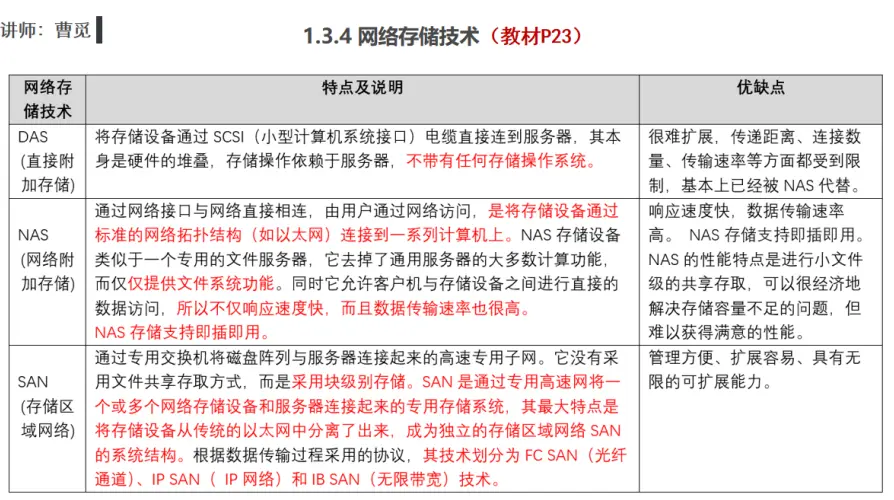 讲师：曹觅
1.3.4 网络存储技术（教材P23）
网络存
储技术
特点及说明
优缺点
DAS
(直接附
加存储)
将存储设备通过 SCSI（小型计算机系统接口）电缆直接连到服务器，其本
身是硬件的堆叠，存储操作依赖于服务器，不带有任何存储操作系统。
很难扩展，传递距离、连接数
量、传输速率等方面都受到限
制，基本上已经被 NAS 代替。
NAS
(网络附
加存储)
通过网络接口与网络直接相连，由用户通过网络访问，是将存储设备通过
标准的网络拓扑结构（如以太网）连接到一系列计算机上。NAS 存储设备
类似于一个专用的文件服务器，它去掉了通用服务器的大多数计算功能，
而仅仅提供文件系统功能。同时它允许客户机与存储设备之间进行直接的
数据访问，所以不仅响应速度快，而且数据传输速率也很高。
NAS 存储支持即插即用。
响应速度快，数据传输速率
高。 NAS 存储支持即插即用。
NAS 的性能特点是进行小文件
级的共享存取，可以很经济地
解决存储容量不足的问题，但
难以获得满意的性能。
SAN
(存储区
域网络)
通过专用交换机将磁盘阵列与服务器连接起来的高速专用子网。它没有采
用文件共享存取方式，而是采用块级别存储。SAN 是通过专用高速网将一
个或多个网络存储设备和服务器连接起来的专用存储系统，其最大特点是
将存储设备从传统的以太网中分离了出来，成为独立的存储区域网络 SAN
的系统结构。根据数据传输过程采用的协议，其技术划分为 FC SAN（光纤
通道）、IP SAN（ IP 网络）和 IB SAN（无限带宽）技术。
管理方便、扩展容易、具有无
限的可扩展能力。